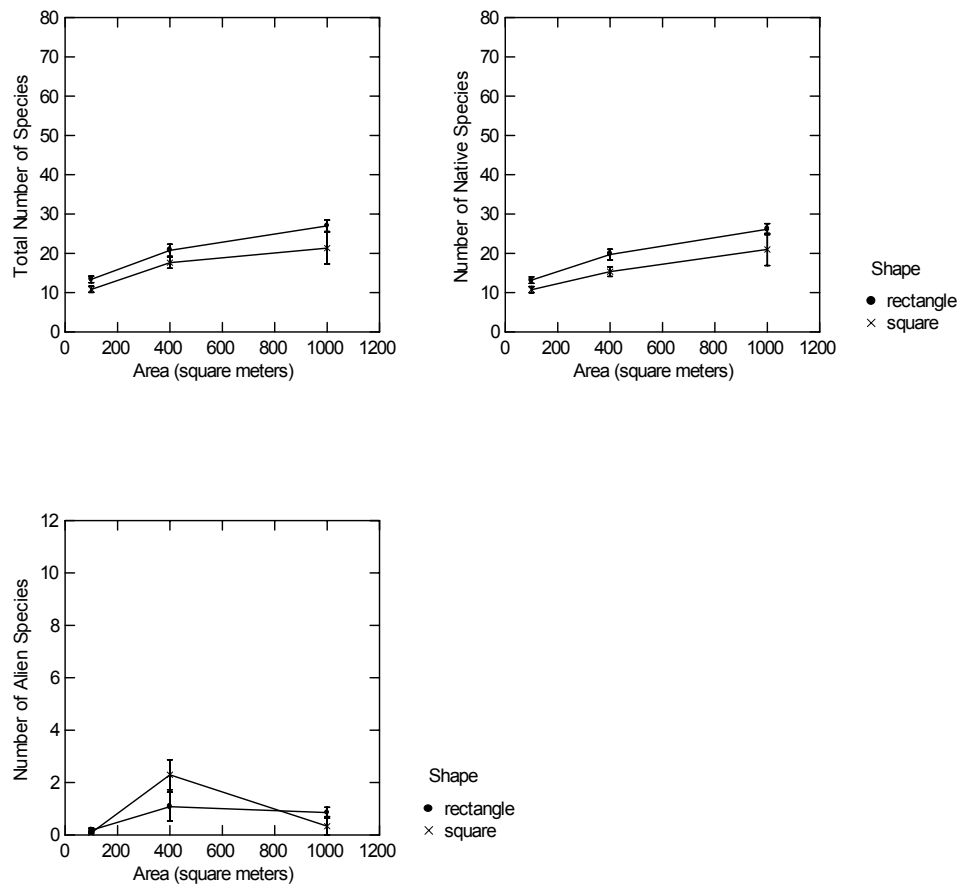 80
70
60
50
40
30
20
10
0
Total Number of Species
0 200 400 600 800 1000 1200
Area (square meters)
80
70
60
50
40
30
20
10
0
Number of Native Species
0 200 400 600 800 1000 1200
Area (square meters)
Shape
rectangle
square
12
10
8
6
4
2
0
Number of Alien Species
0 200 400 600 800 1000 1200
Area (square meters)
Shape
rectangle
square